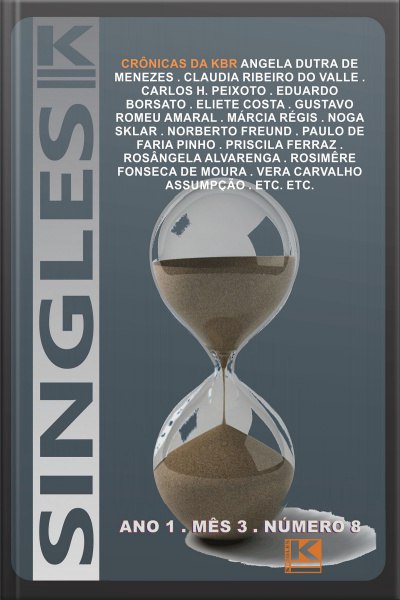 SINGLES K
CRÔNICAS DA KBR ANGELA DUTRA DE
MENEZES . CLAUDIA RIBEIRO DO VALLE .
CARLOS H. PEIXOTO . EDUARDO
BORSATO . ELIETE COSTA . GUSTAVO
ROMEU AMARAL . MÁRCIA RÉGIS . NOGA
SKLAR . NORBERTO FREUND . PAULO DE
FARIA PINHO . PRISCILA FERRAZ .
ROSÂNGELA ALVARENGA . ROSIMÊRE
FONSECA DE MOURA . VERA CARVALHO
ASSUMPÇÃO . ETC. ETC.
ANO 1 . MÊS 3 . NÚMERO 8
K